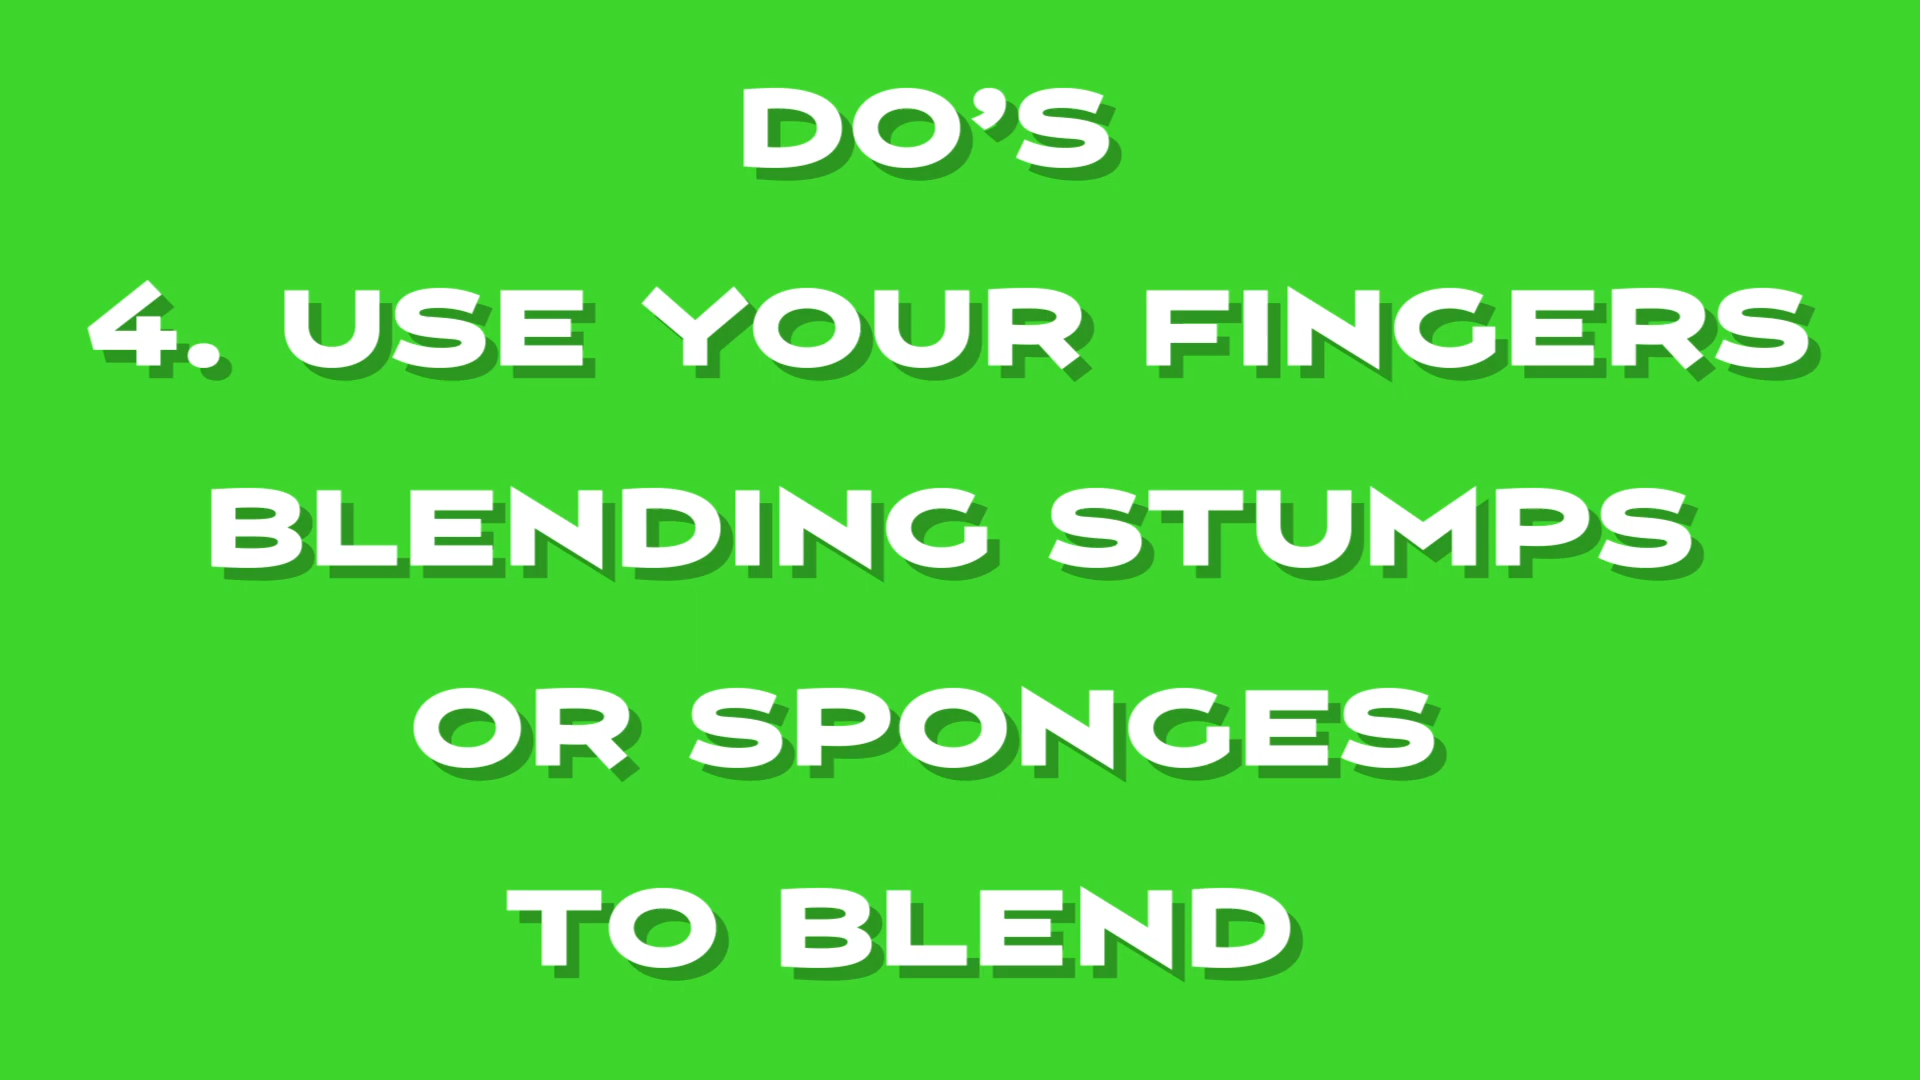 DO’S
4. USE YOUR FINGERS
BLENDING STUMPS
OR SPONGES
TO BLEND